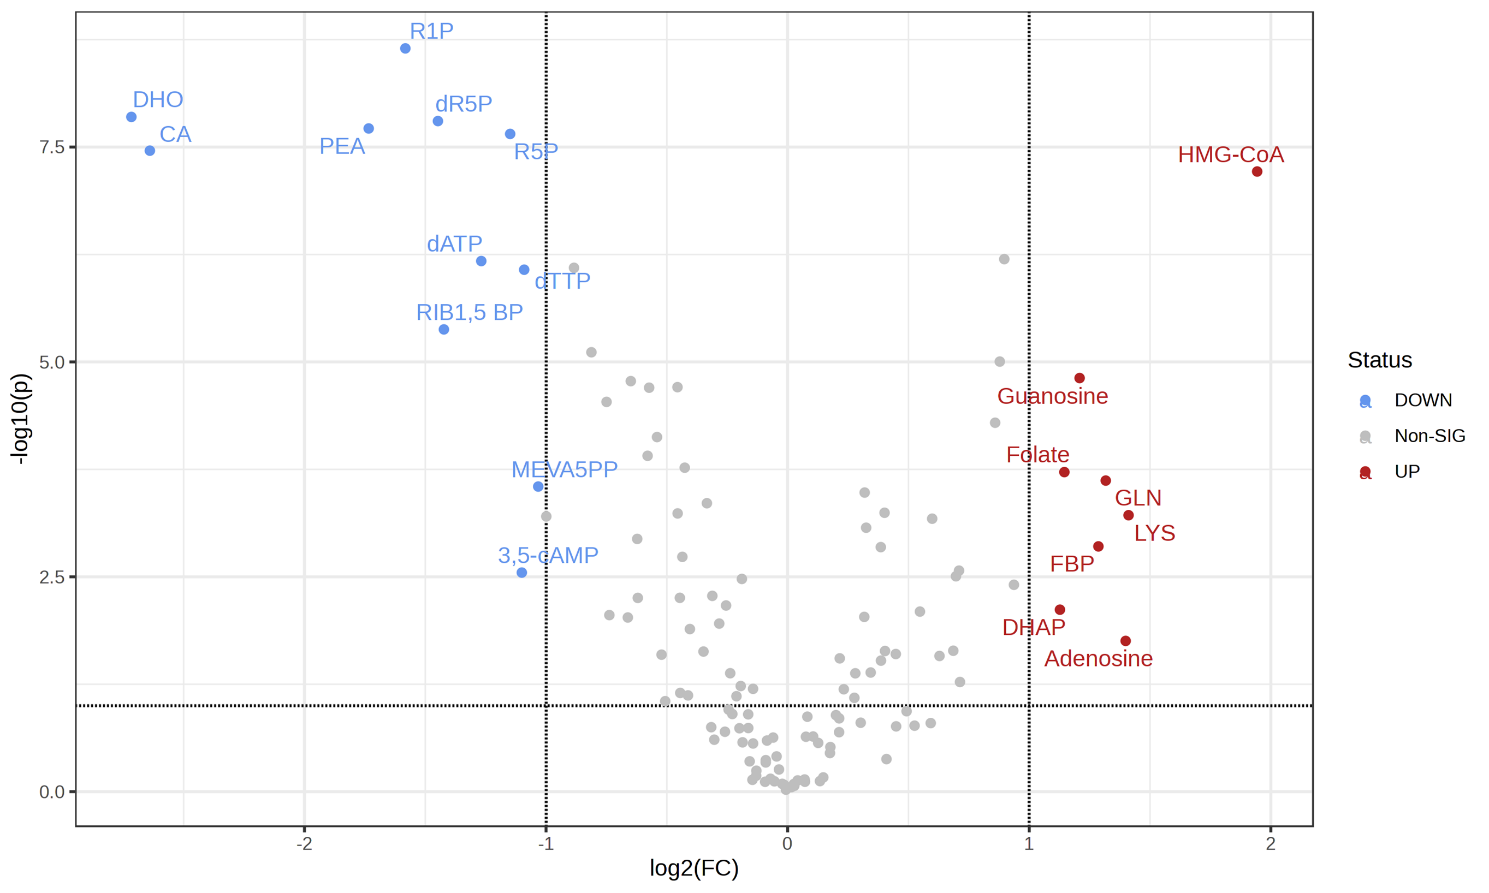 R1P
DHO
dR5P
CA
PEA
R5P
HMG-CoA
dATP
dTTP
RIB1,5 BP
Guanosine
Folate
MEVA5PP
GLN
LYS
3,5-cAMP
FBP
DHAP
Adenosine
7.5
5.0
2.5
0.0
-log10(p)
-2
-1
0
1
2
log2(FC)
Status
DOWN
Non-SIG
UP